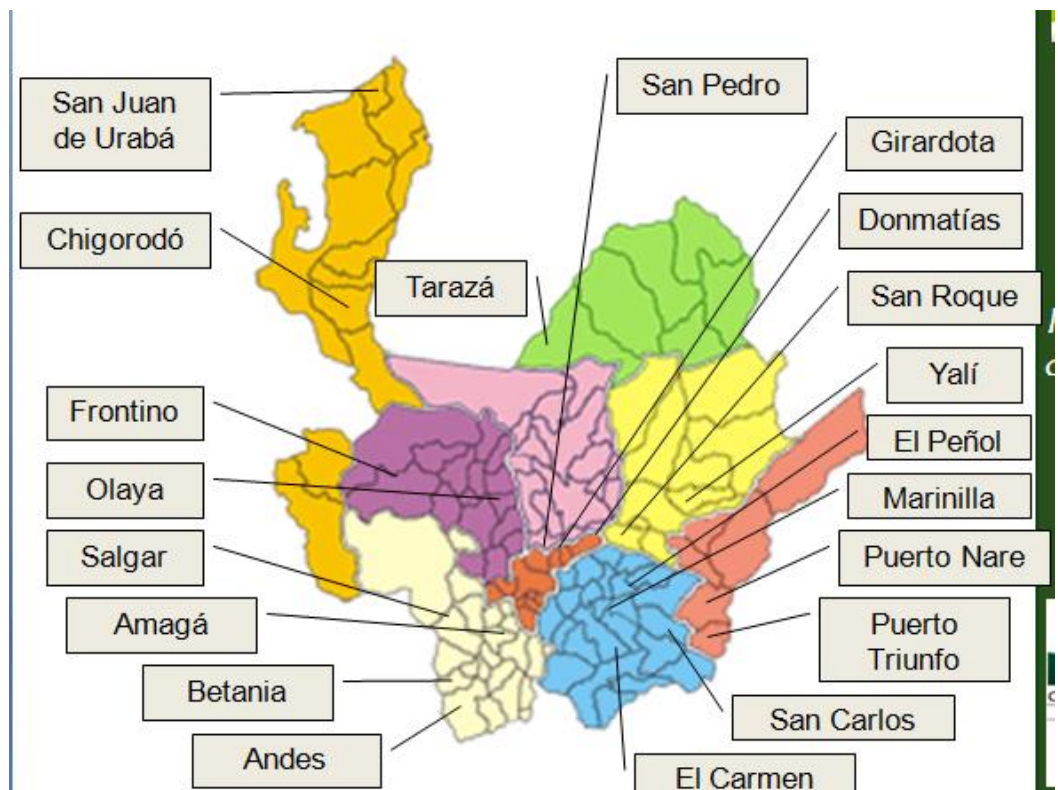 San Juan
de Urabá
San Pedro
Girardota
Chigorodó
Donmatías
Tarazá
San Roque
Yalí
Frontino
El Peñol
Olaya
Marinilla
Salgar
Puerto Nare
Amagá
Puerto
Triunfo
Betania
San Carlos
Andes
El Carmen